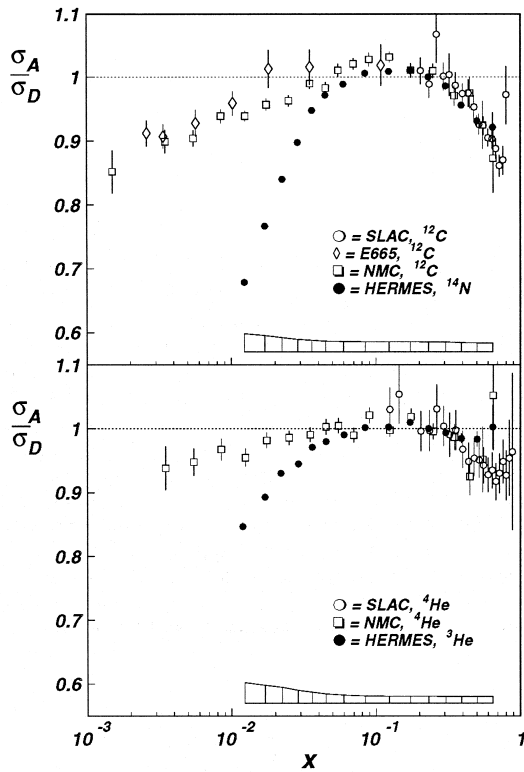 1.1
σA
σD
1
0.9
0.8
0.7
0.6
= SLAC, 12C
= E665, 12C
= NMC, 12C
= HERMES, 14N
1.1
σA
σD
1
0.9
0.8
0.7
0.6
= SLAC, 4He
= NMC, 4He
= HERMES, 3He
10-3
10-2
10-1
1
X